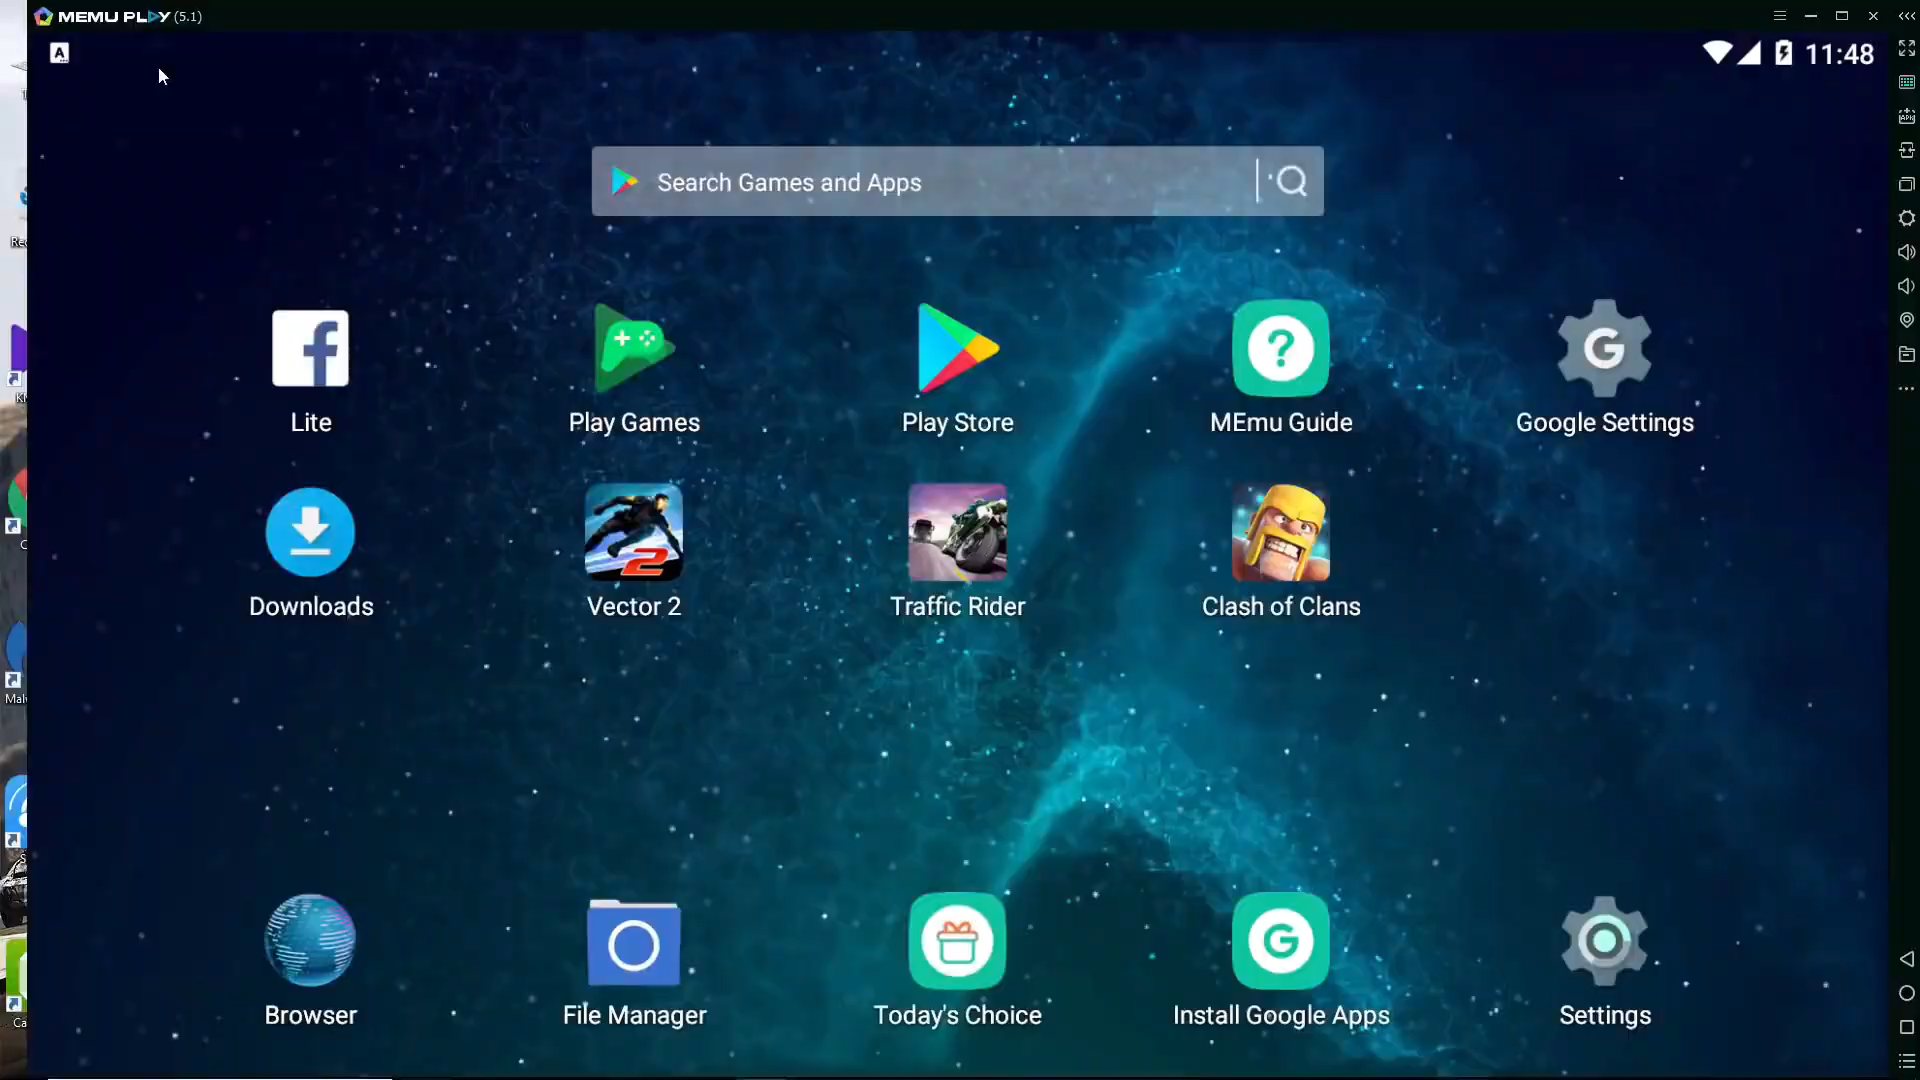 MEMU PLAY (5.1)
A
11:48
Search Games and Apps
Lite
Play Games
Play Store
MEmu Guide
Google Settings
Downloads
Vector 2
Traffic Rider
Clash of Clans
Browser
File Manager
Today's Choice
Install Google Apps
Settings